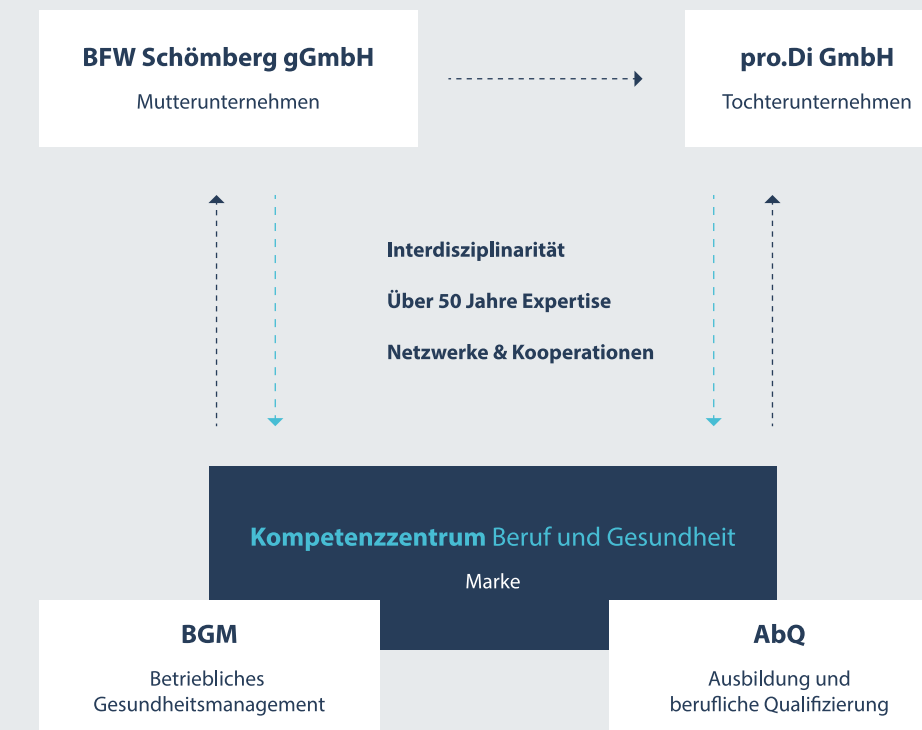 BFW Schömberg gGmbH
Mutterunternehmen
pro.Di GmbH
Tochterunternehmen
Interdisziplinarität
Über 50 Jahre Expertise
Netzwerke & Kooperationen
Kompetenzzentrum Beruf und Gesundheit
Marke
BGM
Betriebliches
Gesundheitsmanagement
AbQ
Ausbildung und
berufliche Qualifizierung